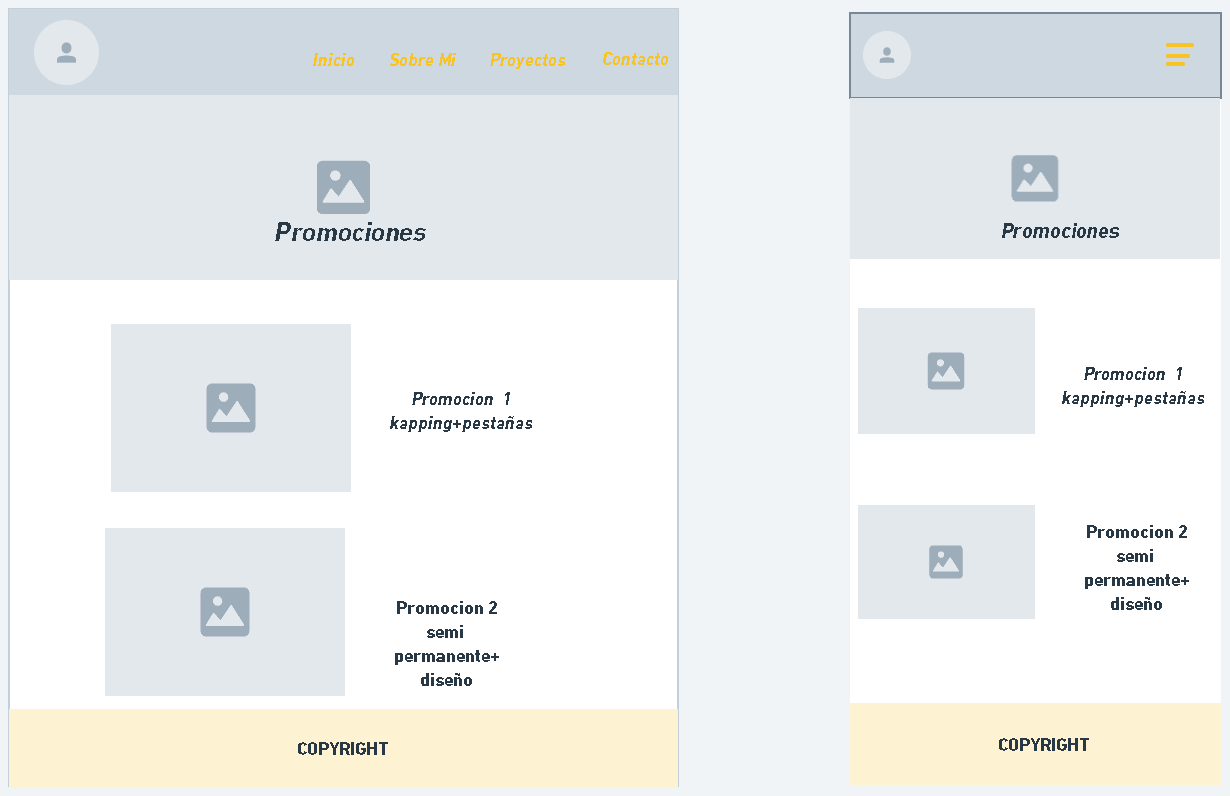 Inicio Sobre Mi Proyectos Contacto
Promociones
Promocion 1
kapping+pestañas
Promocion 2
semi
permanente+
diseño
COPYRIGHT
Promociones
Promocion 1
kapping+pestañas
Promocion 2
semi
permanente+
diseño
COPYRIGHT